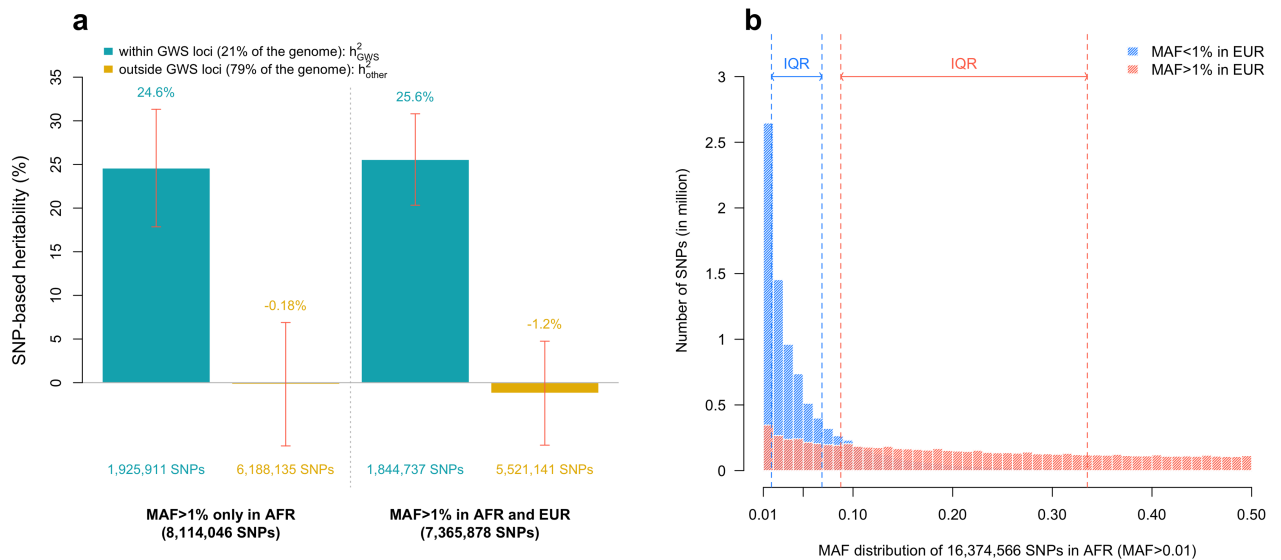 a
within GWS loci (21% of the genome): h²GWS
outside GWS loci (79% of the genome): h²other
SNP-based heritability (%)
35
30
25
20
15
10
5
0
10
5
0
24.6%
-0.18%
25.6%
-1.2%
1,925,911 SNPs
6,188,135 SNPs
1,844,737 SNPs
5,521,141 SNPs
MAF>1% only in AFR
(8,114,046 SNPs)
MAF>1% in AFR and EUR
(7,365,878 SNPs)
b
MAF<1% in EUR
MAF>1% in EUR
IQR
IQR
Number of SNPs (in million)
3
2.5
2
1.5
1
0.5
0
0.01
0.10
0.20
0.30
0.40
0.50
MAF distribution of 16,374,566 SNPs in AFR (MAF>0.01)